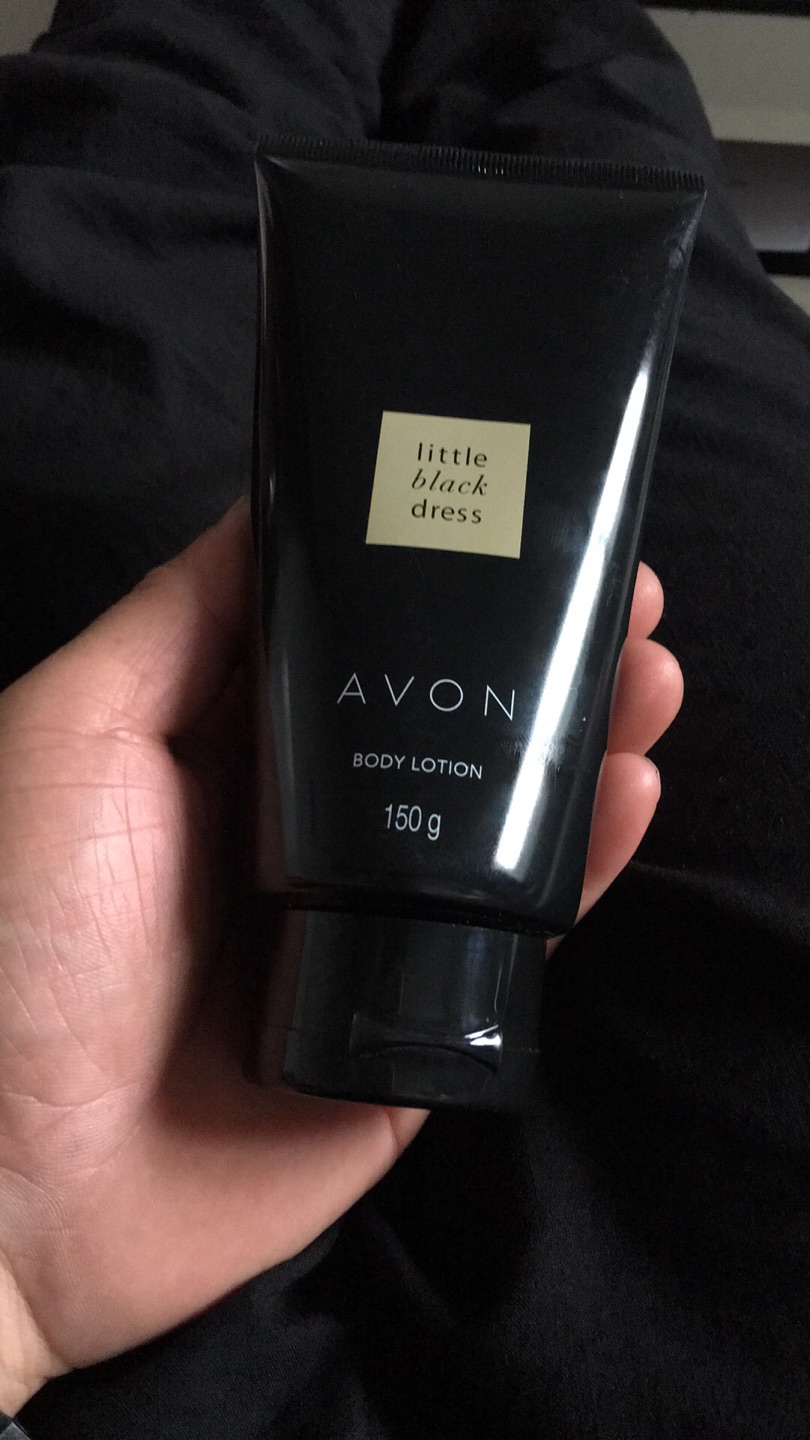 little
black
dress
AVON
BODY LOTION
150 g